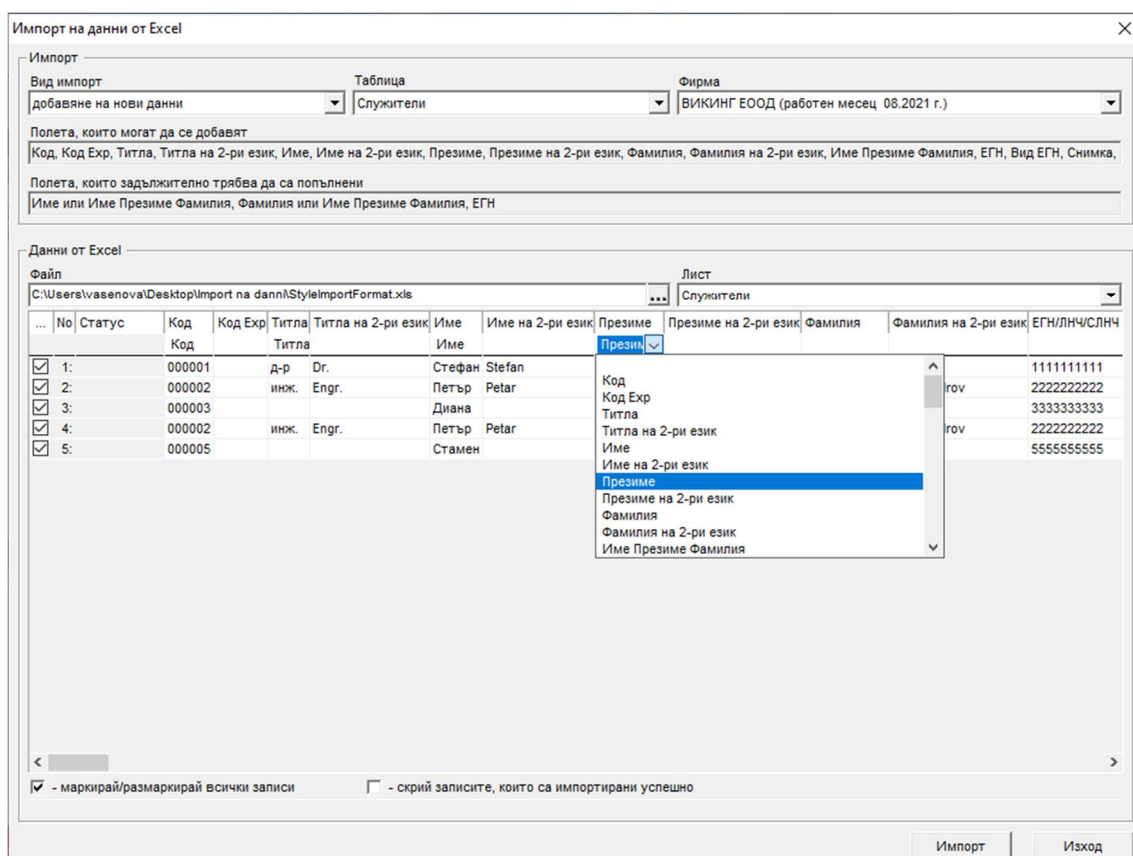 Импорт на данни от Excel
Импорт
Вид импорт Таблица Фирма
добавяне на нови данни Служители ВИКИНГ ЕООД (работен месец 08.2021 г.)
Полета, които могат да се добавят
Код, Код Exp, Титла, Титла на 2-ри език, Име, Име на 2-ри език, Презиме, Презиме на 2-ри език, Фамилия, Фамилия на 2-ри език, Име Презиме Фамилия, ЕГН, Вид ЕГН, Снимка,
Полета, които задължително трябва да са попълнени
Име или Име Презиме Фамилия, Фамилия или Име Презиме Фамилия, ЕГН
Данни от Excel
Файл Лист
C:\Users\vasenova\Desktop\Import na danni\StyleImportFormat.xls ... Служители
... No Статус Код Код Exp Титла Титла на 2-ри език Име Име на 2-ри език Презиме Презиме на 2-ри език Фамилия Фамилия на 2-ри език ЕГН/ЛНЧ/СЛНЧ
Код Титла Име Презим
1: 000001 д-р Dr. Стефан Stefan 1111111111
2: 000002 инж. Engr. Петър Petar rov 2222222222
3: 000003 Диана 3333333333
4: 000002 инж. Engr. Петър Petar rov 2222222222
5: 000005 Стамен 5555555555
Код
Код Exp
Титла
Титла на 2-ри език
Име
Име на 2-ри език
Презиме
Презиме на 2-ри език
Фамилия
Фамилия на 2-ри език
Име Презиме Фамилия
- маркирай/размаркирай всички записи - скрий записите, които са импортирани успешно
Импорт Изход